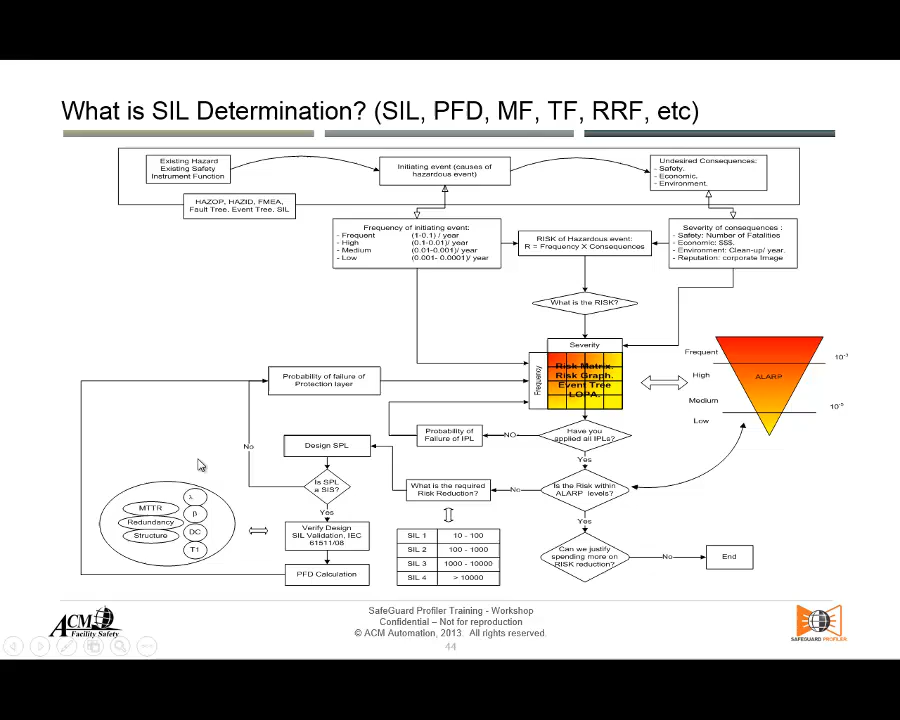 What is SIL Determination? (SIL, PFD, MF, TF, RRF, etc)
Existing Hazard
Existing Safety
Instrument Function
Initiating event (causes of
hazardous event)
Undesired Consequences:
- Safety.
- Economic.
- Environment.
HAZOP, HAZID, FMEA,
Fault Tree. Event Tree. SIL
Frequency of initiating event:
- Frequent (1-0.1) / year
- High (0.1-0.01)/ year
- Medium (0.01-0.001)/ year
- Low (0.001- 0.0001)/ year
RISK of Hazardous event:
R = Frequency X Consequences
Severity of consequences :
- Safety: Number of Fatalities
- Economic: $$$.
- Environment: Clean-up/ year.
- Reputation: corporate Image
What is the RISK?
Severity
Frequency
Risk Matrix.
Risk Graph.
Event Tree
LOPA.
Frequent
High
Medium
Low
ALARP
Probability of failure of
Protection layer
Probability of
Failure of IPL
NO
Have you
applied all IPLs?
Yes
No
Design SPL
Is SPL
a SIS?
Yes
What is the required
Risk Reduction?
No
Is the Risk within
ALARP levels?
Yes
MTTR
Redundancy
Structure
λ
β
DC
T1
Verify Design
SIL Validation, IEC
61511/08
PFD Calculation
SIL 1 10 - 100
SIL 2 100 - 1000
SIL 3 1000 - 10000
SIL 4 > 10000
Can we justify
spending more on
RISK reduction?
No
End
ACM
Facility Safety
SafeGuard Profiler Training - Workshop
Confidential – Not for reproduction
© ACM Automation, 2013. All rights reserved.
44
SAFEGUARD PROFILER